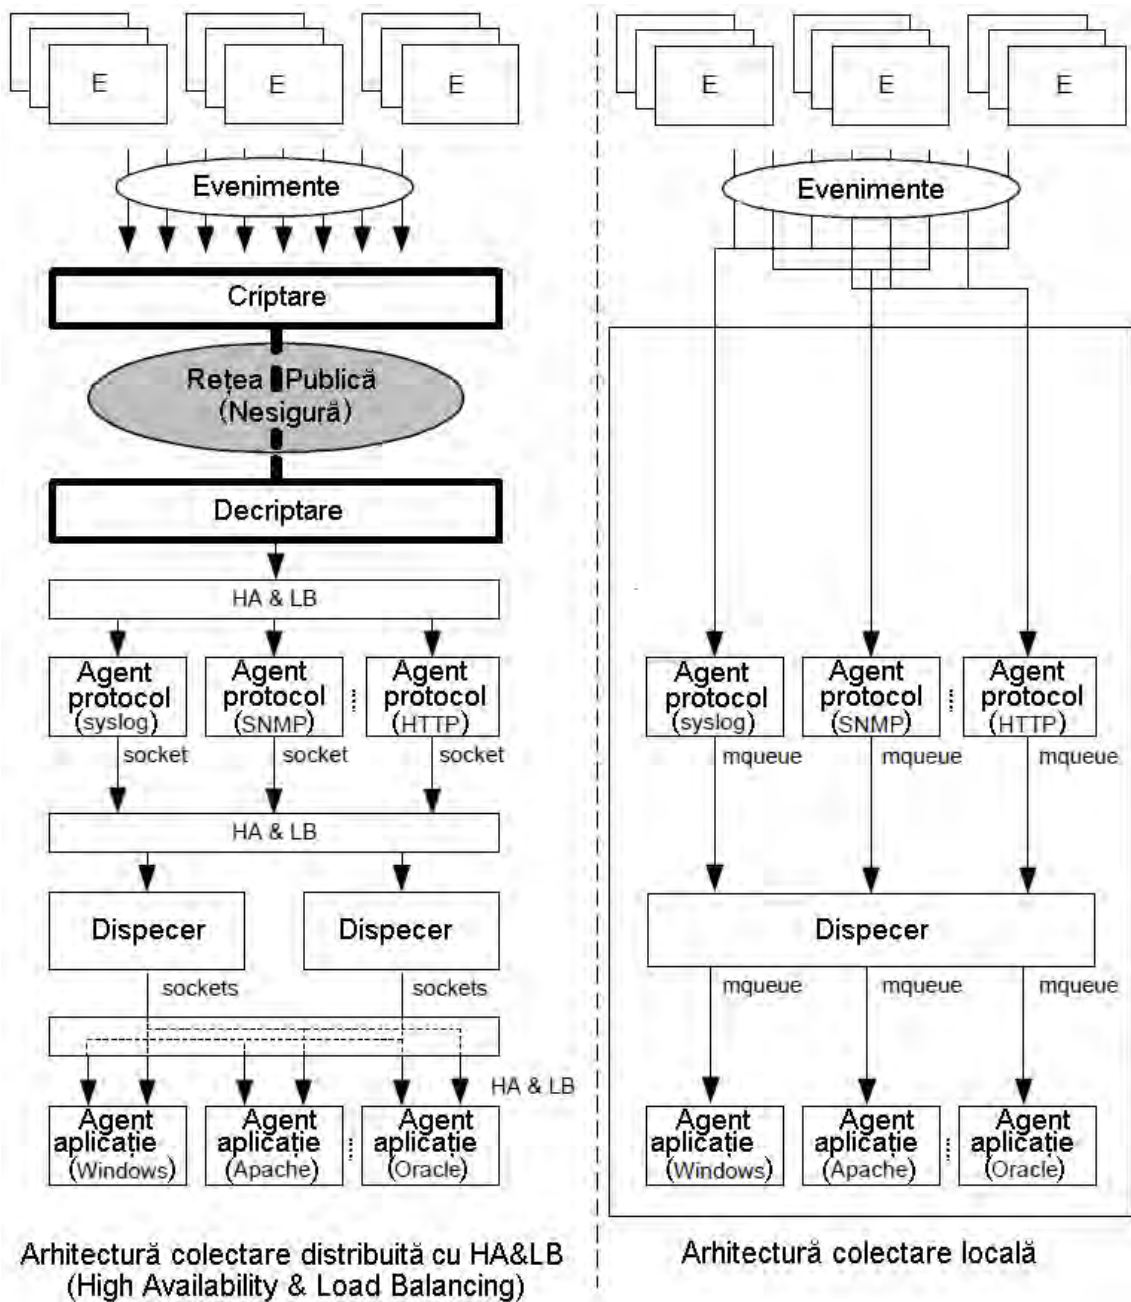 E
E
E
Evenimente
Criptare
Rețea Publică
(Nesigură)
Decriptare
HA & LB
Agent
protocol
(syslog)
Agent
protocol
(SNMP)
Agent
protocol
(HTTP)
socket
socket
socket
HA & LB
Dispecer
Dispecer
sockets
sockets
HA & LB
Agent
aplicație
(Windows)
Agent
aplicație
(Apache)
Agent
aplicație
(Oracle)
Arhitectură colectare distribuită cu HA&LB
(High Availability & Load Balancing)
E
E
E
Evenimente
Agent
protocol
(syslog)
Agent
protocol
(SNMP)
Agent
protocol
(HTTP)
mqueue
mqueue
mqueue
Dispecer
mqueue
mqueue
mqueue
Agent
aplicație
(Windows)
Agent
aplicație
(Apache)
Agent
aplicație
(Oracle)
Arhitectură colectare locală